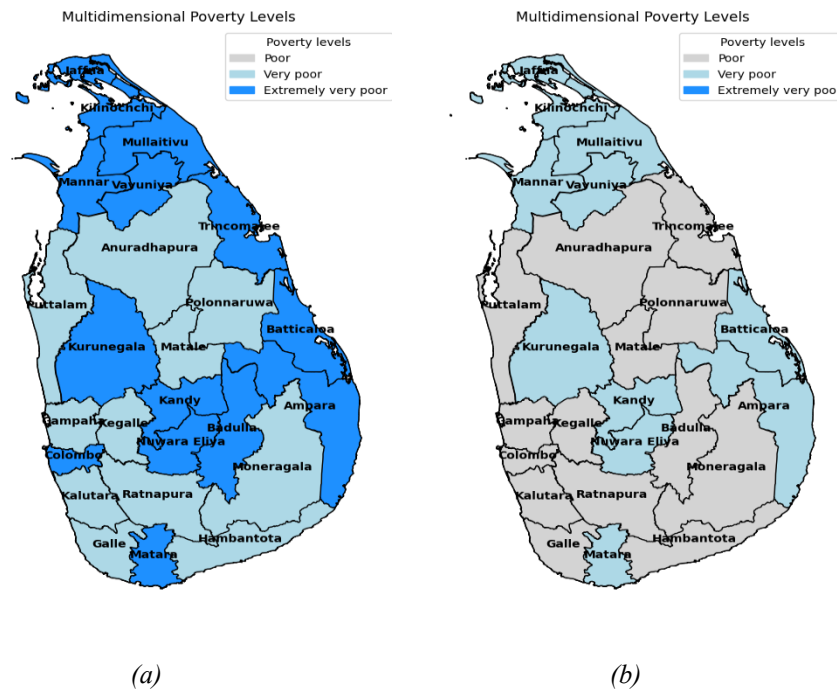 Multidimensional Poverty Levels
Poverty levels
Poor
Very poor
Extremely very poor
Jaffna
Kilinochchi
Mullaitivu
Mannar
Vavuniya
Trincomalee
Anuradhapura
Puttalam
Polonnaruwa
Batticaloa
Kurunegala
Matale
Kandy
Ampara
Gampaha
Kegalle
Badulla
Nuwara Eliya
Colombo
Moneragala
Kalutara
Ratnapura
Galle
Matara
Hambantota
(a)
Multidimensional Poverty Levels
Poverty levels
Poor
Very poor
Extremely very poor
Jaffna
Kilinochchi
Mullaitivu
Mannar
Vavuniya
Trincomalee
Anuradhapura
Puttalam
Polonnaruwa
Batticaloa
Kurunegala
Matale
Kandy
Ampara
Gampaha
Kegalle
Badulla
Nuwara Eliya
Colombo
Moneragala
Kalutara
Ratnapura
Galle
Matara
Hambantota
(b)